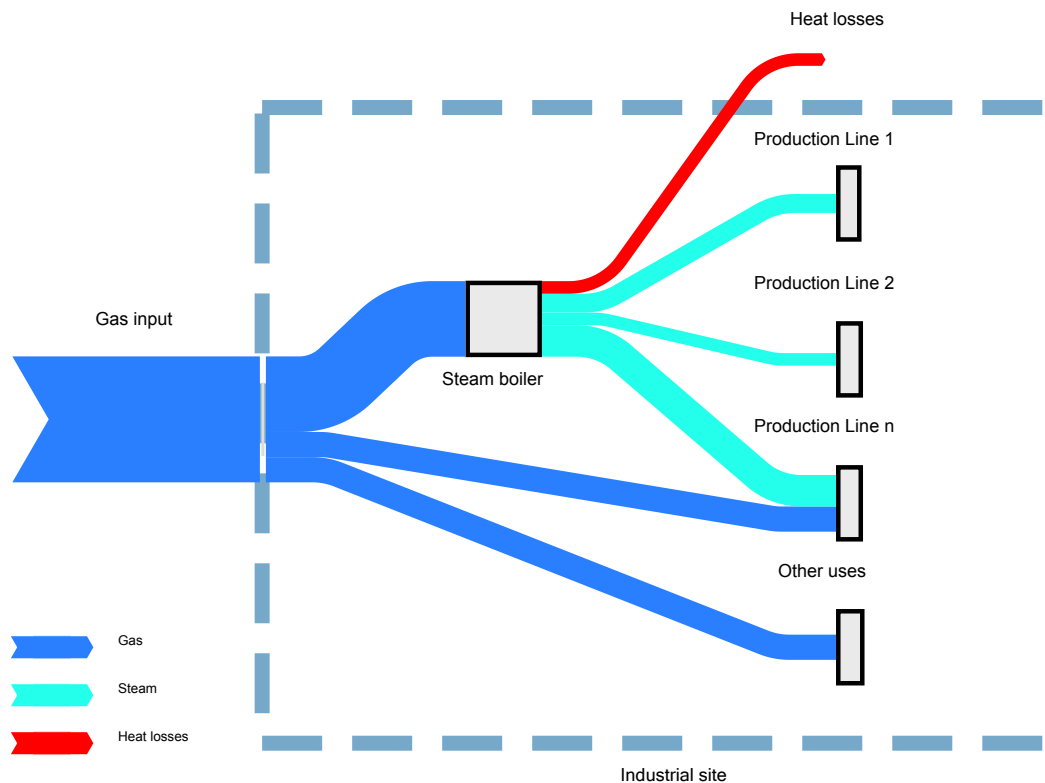 Heat losses
Production Line 1
Production Line 2
Gas input
Steam boiler
Production Line n
Other uses
Gas
Steam
Heat losses
Industrial site